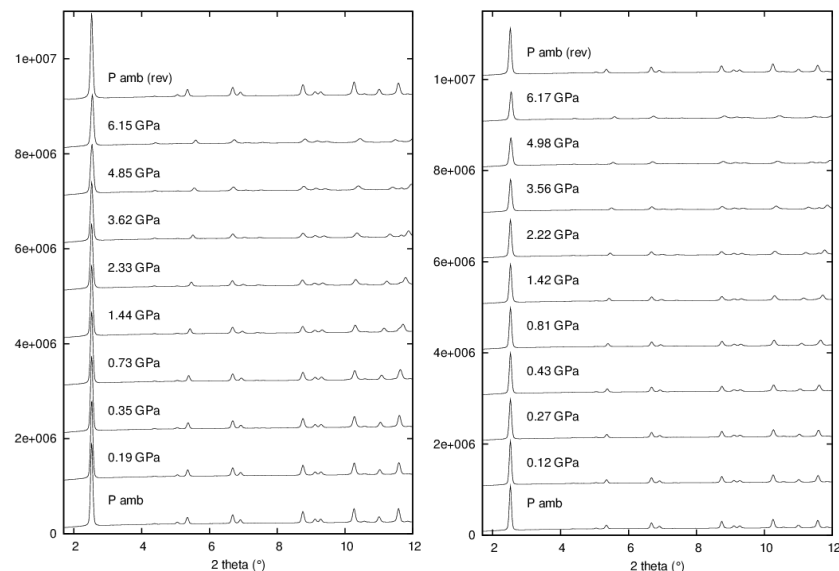 1e+007
8e+006
6e+006
4e+006
2e+006
0
P amb (rev)
6.15 GPa
4.85 GPa
3.62 GPa
2.33 GPa
1.44 GPa
0.73 GPa
0.35 GPa
0.19 GPa
P amb
2 4 6 8 10 12
2 theta (°)
1e+007
8e+006
6e+006
4e+006
2e+006
0
P amb (rev)
6.17 GPa
4.98 GPa
3.56 GPa
2.22 GPa
1.42 GPa
0.81 GPa
0.43 GPa
0.27 GPa
0.12 GPa
P amb
2 4 6 8 10 12
2 theta (°)